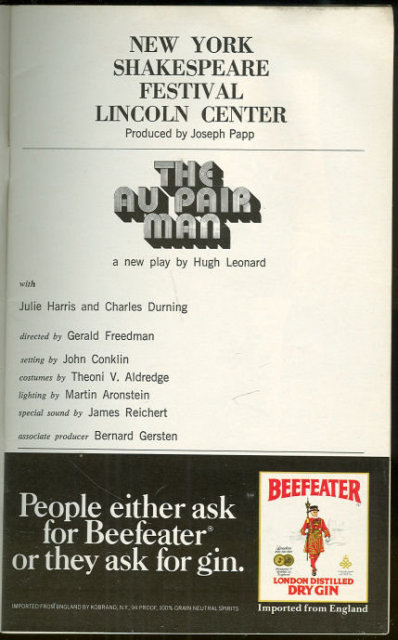 NEW YORK
SHAKESPEARE
FESTIVAL
LINCOLN CENTER
Produced by Joseph Papp
THE
AU PAIR
MAN
a new play by Hugh Leonard
with
Julie Harris and Charles Durning
directed by Gerald Freedman
setting by John Conklin
costumes by Theoni V. Aldredge
lighting by Martin Aronstein
special sound by James Reichert
associate producer Bernard Gersten
People either ask
for Beefeater®
or they ask for gin.
IMPORTED FROM ENGLAND BY KOBRAND, N.Y., 94 PROOF, 100% GRAIN NEUTRAL SPIRITS
BEEFEATER
LONDON DISTILLED
DRY GIN
Imported from England